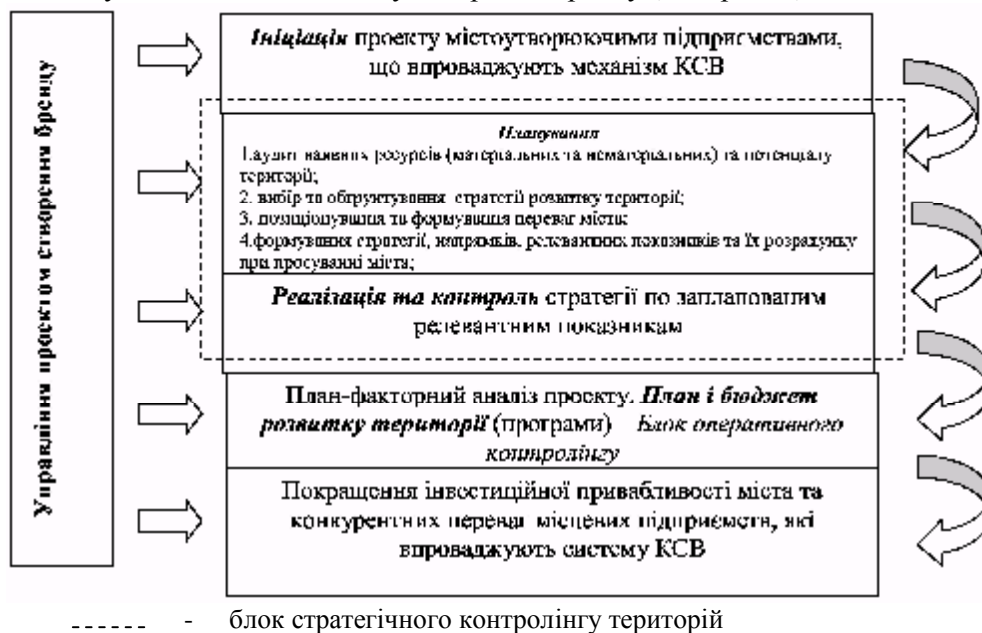 Управління проектом створення бренду
Ініціація проекту містоутворюючими підприємствами,
що впроваджують механізм КСВ
Планування
1.аудит наявних ресурсів (матеріальних та нематеріальних) та потенціалу
території;
2. вибір та обґрунтування стратегії розвитку території;
3. позиціонування та формування переваг міста;
4.формування стратегії, напрямків, релевантних показників та їх розрахунку
при просуванні міста;
Реалізація та контроль стратегії по запланованим
релевантним показникам
План-факторний аналіз проекту. План і бюджет
розвитку території (програми) Блок оперативного
контролінгу
Покращення інвестиційної привабливості міста та
конкурентних переваг місцевих підприємств, які
впроваджують систему КСВ
- блок стратегічного контролінгу територій